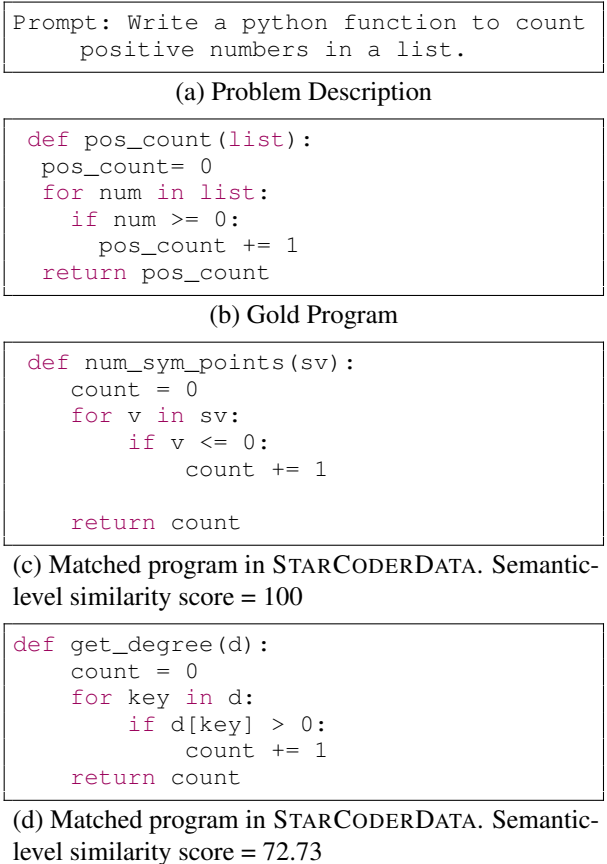 Prompt: Write a python function to count
positive numbers in a list.
(a) Problem Description
def pos_count(list):
pos_count= 0
for num in list:
if num >= 0:
pos_count += 1
return pos_count
(b) Gold Program
def num_sym_points(sv):
count = 0
for v in sv:
if v <= 0:
count += 1
return count
(c) Matched program in STARCODERDATA. Semantic-
level similarity score = 100
def get_degree(d):
count = 0
for key in d:
if d[key] > 0:
count += 1
return count
(d) Matched program in STARCODERDATA. Semantic-
level similarity score = 72.73